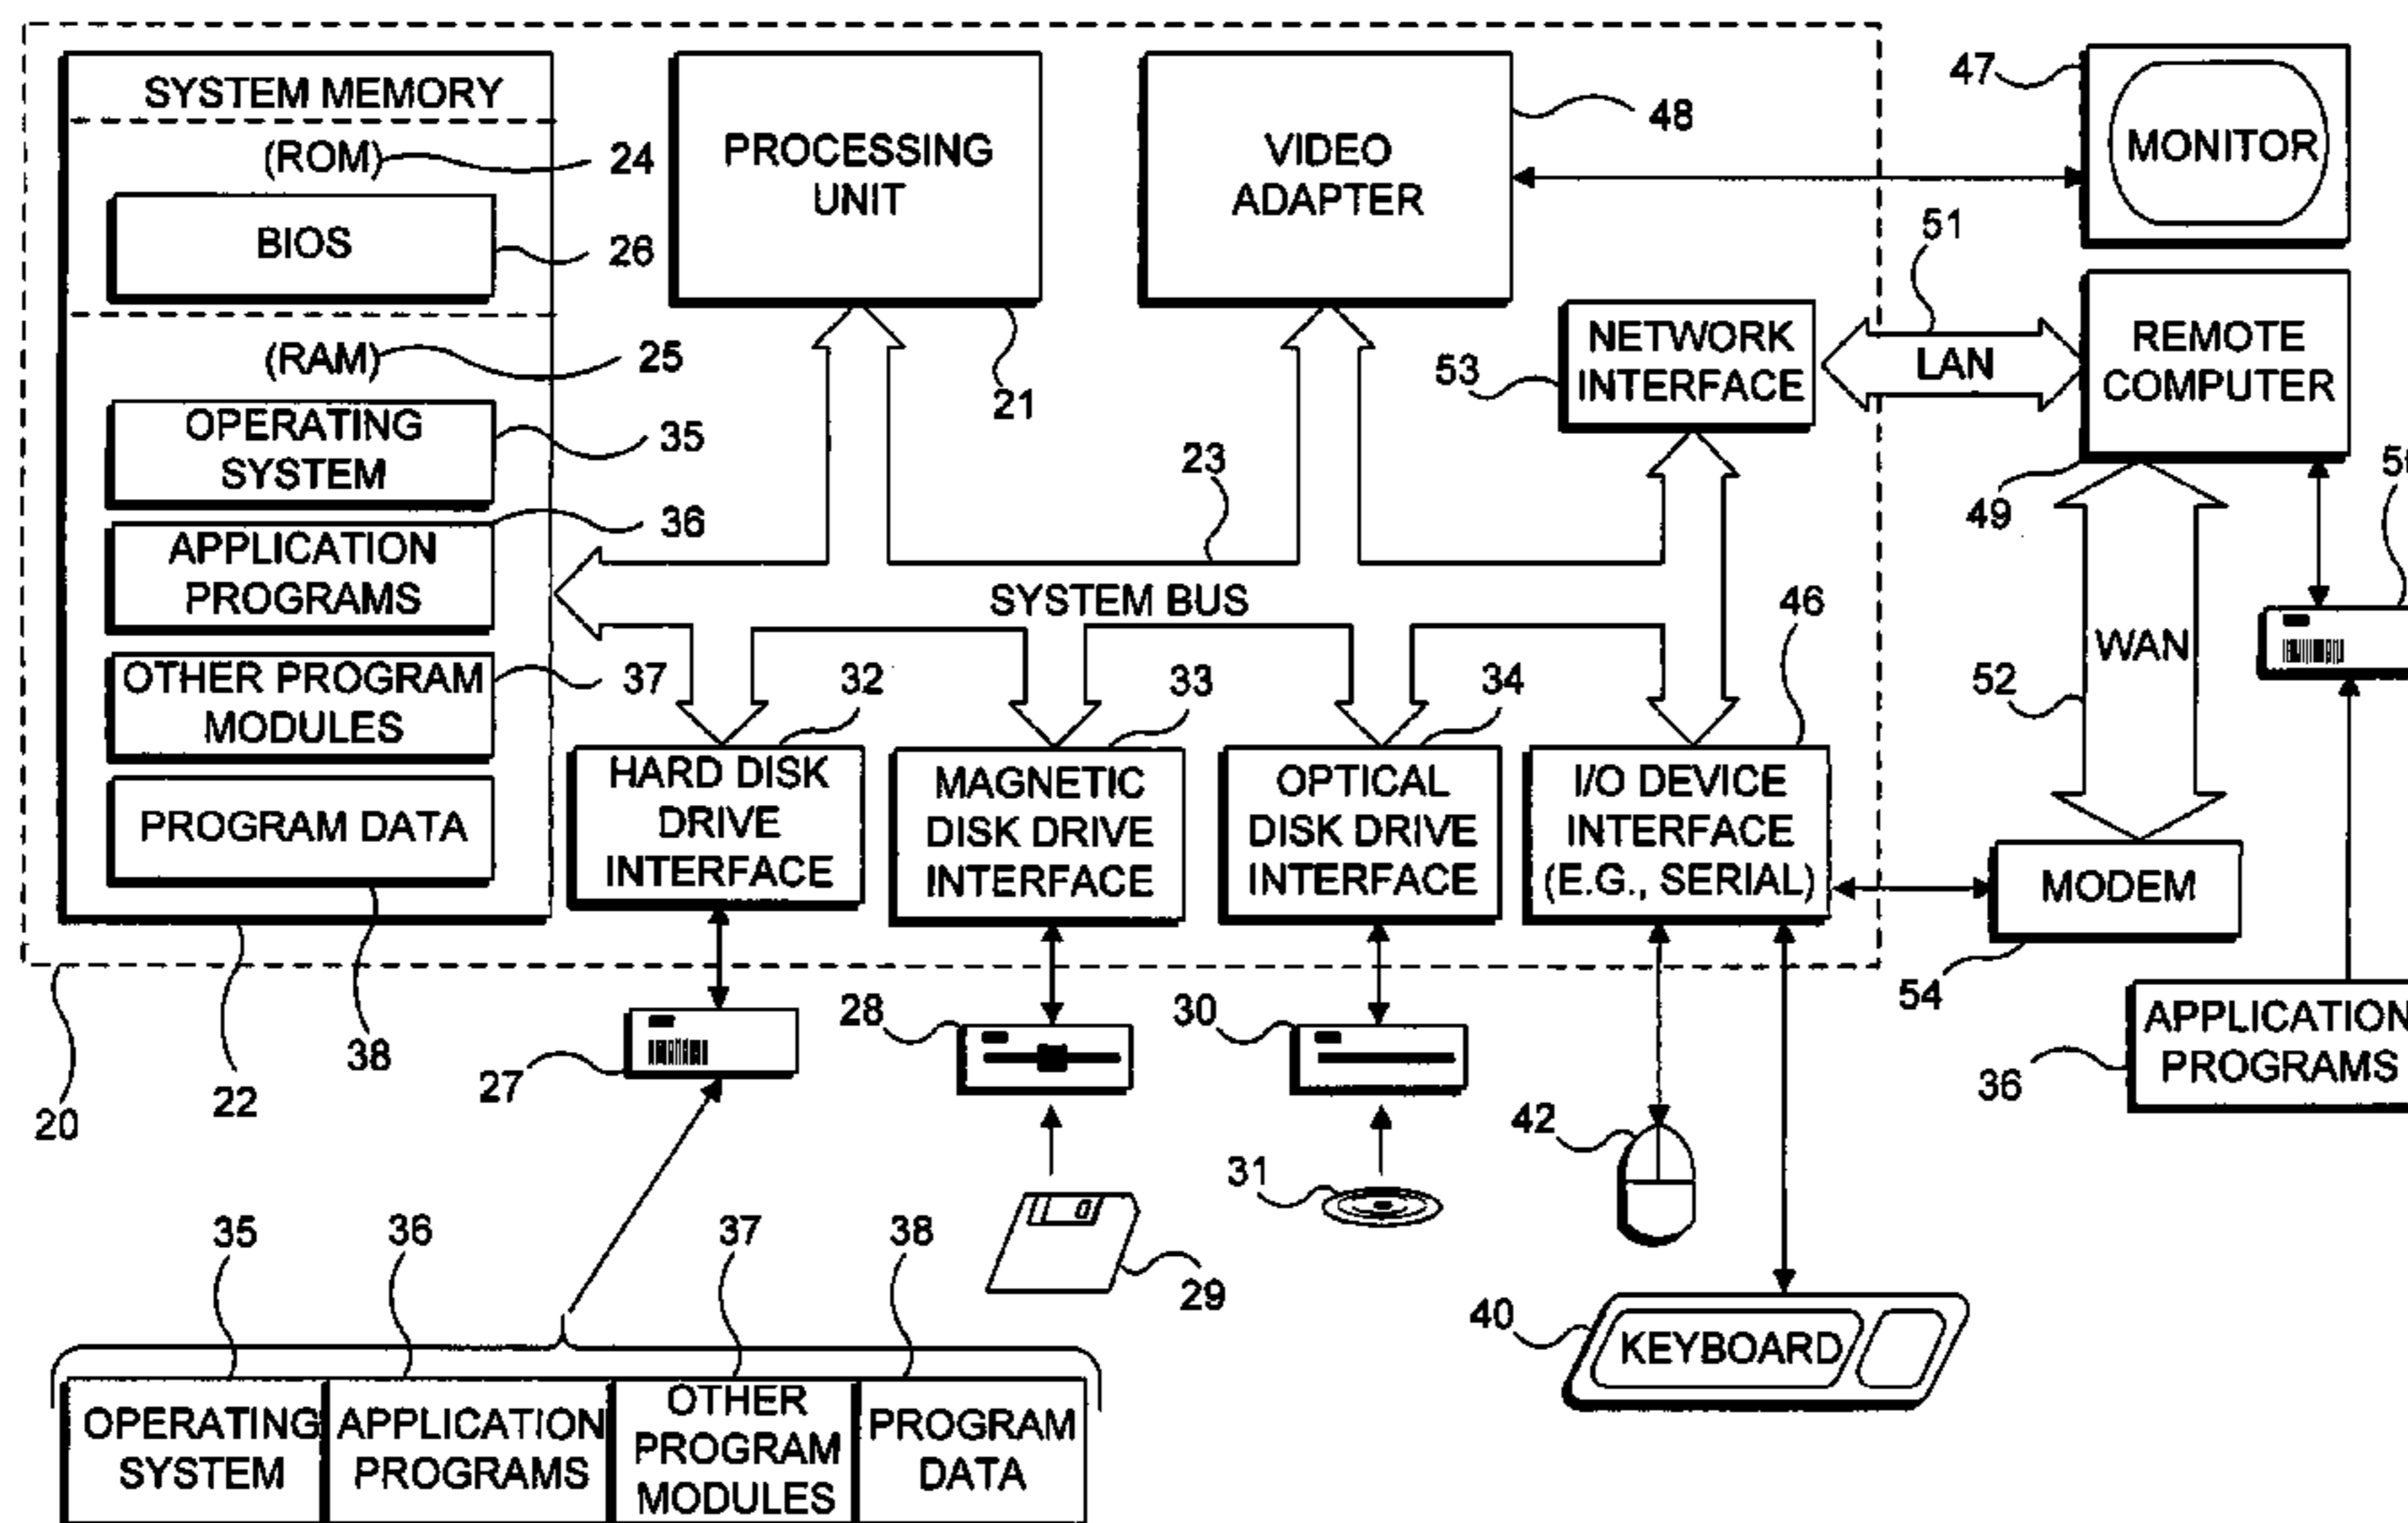 SYSTEM MEMORY
(ROM)
24
BIOS
26
(RAM)
25
OPERATING
SYSTEM
35
APPLICATION
PROGRAMS
36
OTHER PROGRAM
MODULES
37
PROGRAM DATA
38
22
20
PROCESSING
UNIT
21
VIDEO
ADAPTER
48
47
MONITOR
51
NETWORK
INTERFACE
53
LAN
REMOTE
COMPUTER
49
23
SYSTEM BUS
46
WAN
52
32
33
34
HARD DISK
DRIVE
INTERFACE
MAGNETIC
DISK DRIVE
INTERFACE
OPTICAL
DISK DRIVE
INTERFACE
I/O DEVICE
INTERFACE
(E.G., SERIAL)
MODEM
54
APPLICATION
PROGRAMS
36
27
28
30
42
31
29
40
KEYBOARD
35
36
37
38
OPERATING
SYSTEM
APPLICATION
PROGRAMS
OTHER
PROGRAM
MODULES
PROGRAM
DATA